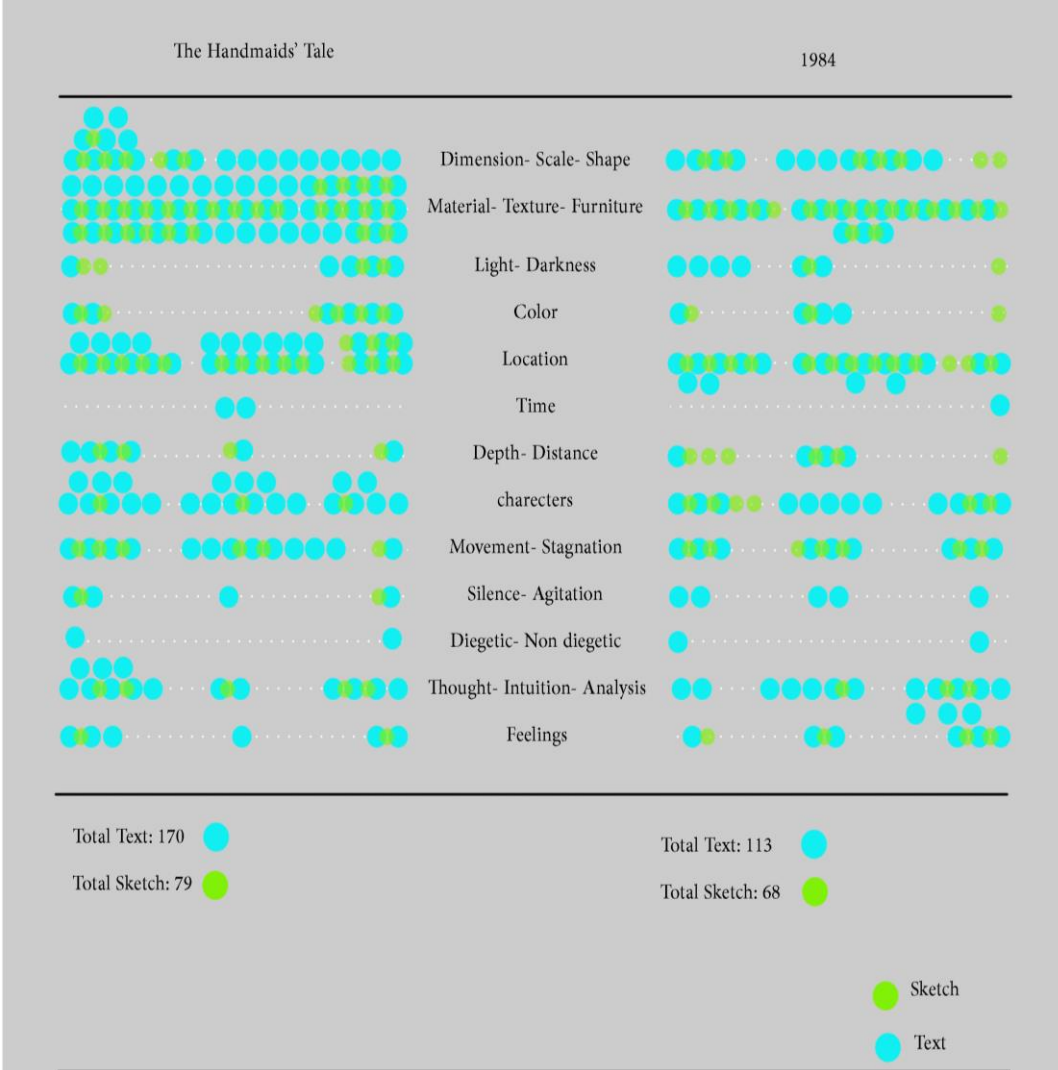 The Handmaids' Tale
1984
Dimension- Scale- Shape
Material- Texture- Furniture
Light- Darkness
Color
Location
Time
Depth- Distance
charecters
Movement- Stagnation
Silence- Agitation
Diegetic- Non diegetic
Thought- Intuition- Analysis
Feelings
Total Text: 170
Total Sketch: 79
Total Text: 113
Total Sketch: 68
Sketch
Text